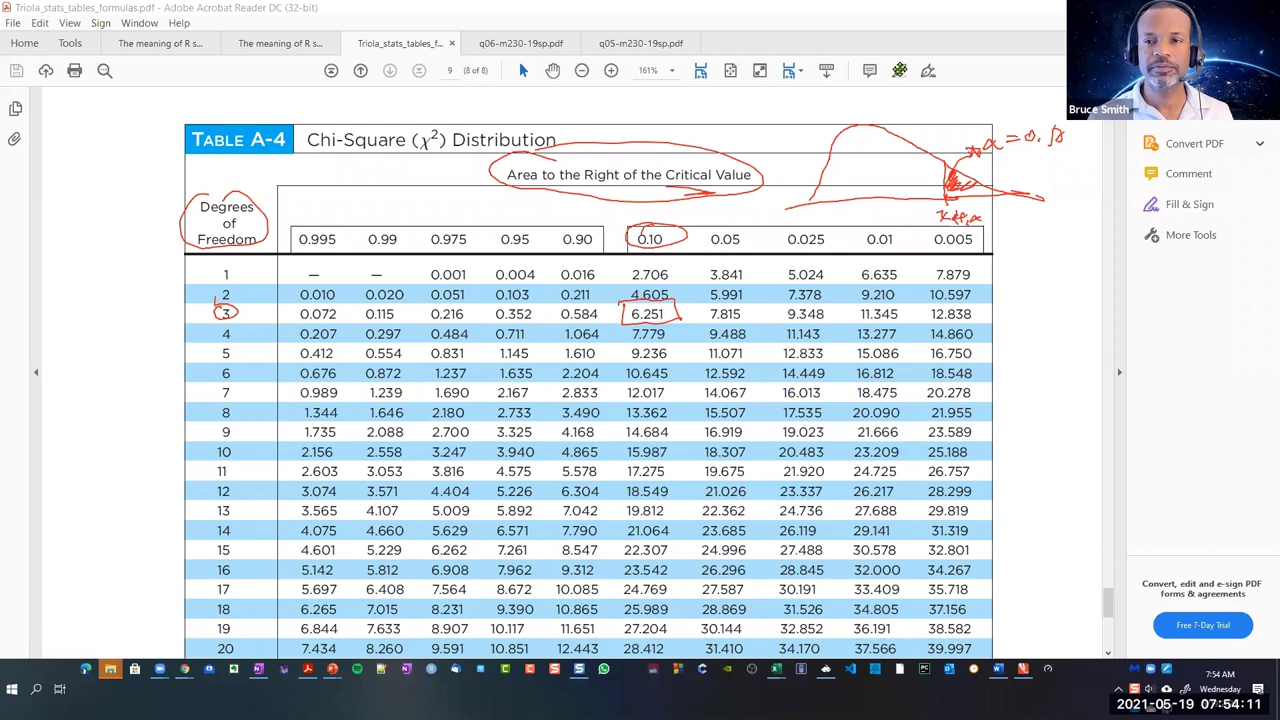 Triola_stats_tables_formulas.pdf - Adobe Acrobat Reader DC (32-bit)
File Edit View Sign Window Help
Home Tools The meaning of R s... The meaning of R s... Triola_stats_tables_f... × q06-m230-19sp.pdf q05-m230-19sp.pdf
9 (8 of 8) 161%
Bruce Smith
TABLE A-4 Chi-Square (χ²) Distribution
α = 0.10
Area to the Right of the Critical Value
Degrees
of
Freedom
0.995 0.99 0.975 0.95 0.90 0.10 0.05 0.025 0.01 0.005
1 — — 0.001 0.004 0.016 2.706 3.841 5.024 6.635 7.879
2 0.010 0.020 0.051 0.103 0.211 4.605 5.991 7.378 9.210 10.597
3 0.072 0.115 0.216 0.352 0.584 6.251 7.815 9.348 11.345 12.838
4 0.207 0.297 0.484 0.711 1.064 7.779 9.488 11.143 13.277 14.860
5 0.412 0.554 0.831 1.145 1.610 9.236 11.071 12.833 15.086 16.750
6 0.676 0.872 1.237 1.635 2.204 10.645 12.592 14.449 16.812 18.548
7 0.989 1.239 1.690 2.167 2.833 12.017 14.067 16.013 18.475 20.278
8 1.344 1.646 2.180 2.733 3.490 13.362 15.507 17.535 20.090 21.955
9 1.735 2.088 2.700 3.325 4.168 14.684 16.919 19.023 21.666 23.589
10 2.156 2.558 3.247 3.940 4.865 15.987 18.307 20.483 23.209 25.188
11 2.603 3.053 3.816 4.575 5.578 17.275 19.675 21.920 24.725 26.757
12 3.074 3.571 4.404 5.226 6.304 18.549 21.026 23.337 26.217 28.299
13 3.565 4.107 5.009 5.892 7.042 19.812 22.362 24.736 27.688 29.819
14 4.075 4.660 5.629 6.571 7.790 21.064 23.685 26.119 29.141 31.319
15 4.601 5.229 6.262 7.261 8.547 22.307 24.996 27.488 30.578 32.801
16 5.142 5.812 6.908 7.962 9.312 23.542 26.296 28.845 32.000 34.267
17 5.697 6.408 7.564 8.672 10.085 24.769 27.587 30.191 33.409 35.718
18 6.265 7.015 8.231 9.390 10.865 25.989 28.869 31.526 34.805 37.156
19 6.844 7.633 8.907 10.117 11.651 27.204 30.144 32.852 36.191 38.582
20 7.434 8.260 9.591 10.851 12.443 28.412 31.410 34.170 37.566 39.997
Convert PDF
Comment
Fill & Sign
More Tools
Convert, edit and e-sign PDF
forms & agreements
Free 7-Day Trial
7:54 AM
Wednesday
2021-05-19 07:54:11